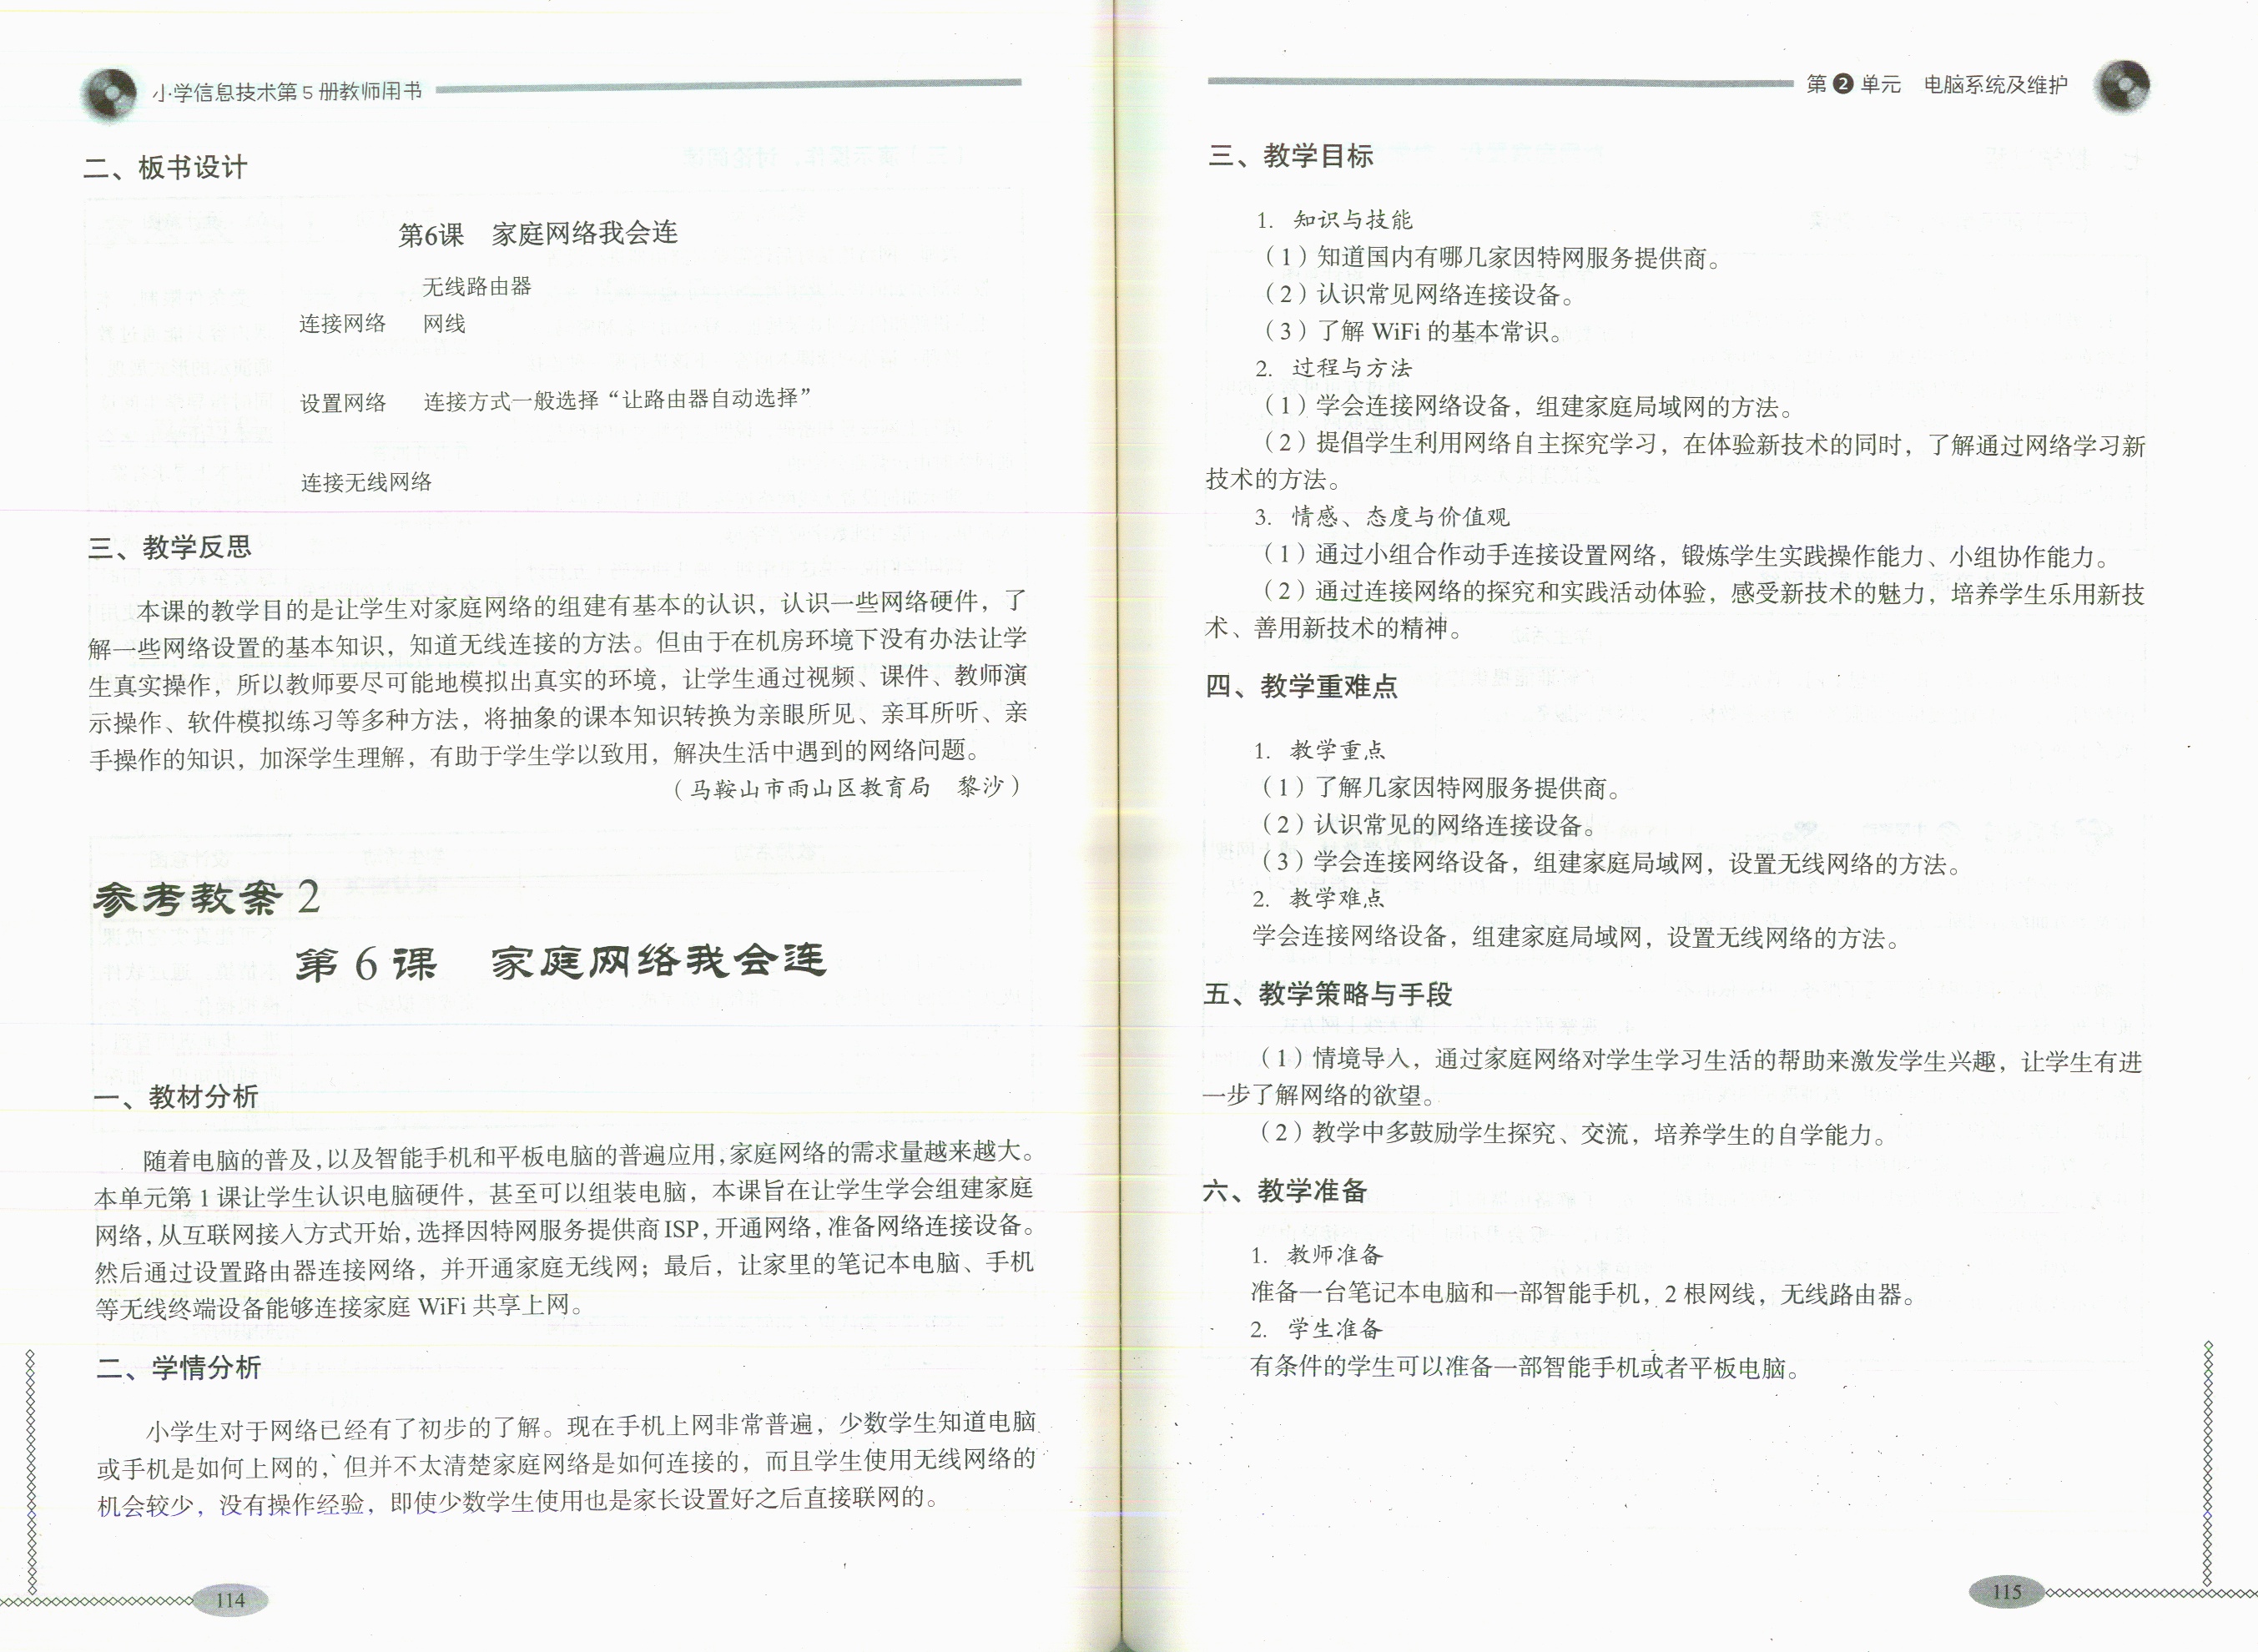 小学信息技术第5册教师用书
二、板书设计
第6课 家庭网络我会连
无线路由器
连接网络 网线
设置网络 连接方式一般选择“让路由器自动选择”
连接无线网络
三、教学反思
本课的教学目的是让学生对家庭网络的组建有基本的认识，认识一些网络硬件，了
解一些网络设置的基本知识，知道无线连接的方法。但由于在机房环境下没有办法让学
生真实操作，所以教师要尽可能地模拟出真实的环境，让学生通过视频、课件、教师演
示操作、软件模拟练习等多种方法，将抽象的课本知识转换为亲眼所见、亲耳所听、亲
手操作的知识，加深学生理解，有助于学生学以致用，解决生活中遇到的网络问题。
（马鞍山市雨山区教育局 黎沙）
参考教案2
第6课 家庭网络我会连
一、教材分析
随着电脑的普及，以及智能手机和平板电脑的普遍应用，家庭网络的需求量越来越大。
本单元第1课让学生认识电脑硬件，甚至可以组装电脑，本课旨在让学生学会组建家庭
网络，从互联网接入方式开始，选择因特网服务提供商ISP，开通网络，准备网络连接设备。
然后通过设置路由器连接网络，并开通家庭无线网；最后，让家里的笔记本电脑、手机
等无线终端设备能够连接家庭WiFi共享上网。
二、学情分析
小学生对于网络已经有了初步的了解。现在手机上网非常普遍，少数学生知道电脑
或手机是如何上网的，但并不太清楚家庭网络是如何连接的，而且学生使用无线网络的
机会较少，没有操作经验，即使少数学生使用也是家长设置好之后直接联网的。
114
第2单元 电脑系统及维护
三、教学目标
1. 知识与技能
（1）知道国内有哪几家因特网服务提供商。
（2）认识常见网络连接设备。
（3）了解WiFi的基本常识。
2. 过程与方法
（1）学会连接网络设备，组建家庭局域网的方法。
（2）提倡学生利用网络自主探究学习，在体验新技术的同时，了解通过网络学习新
技术的方法。
3. 情感、态度与价值观
（1）通过小组合作动手连接设置网络，锻炼学生实践操作能力、小组协作能力。
（2）通过连接网络的探究和实践活动体验，感受新技术的魅力，培养学生乐用新技
术、善用新技术的精神。
四、教学重难点
1. 教学重点
（1）了解几家因特网服务提供商。
（2）认识常见的网络连接设备。
（3）学会连接网络设备，组建家庭局域网，设置无线网络的方法。
2. 教学难点
学会连接网络设备，组建家庭局域网，设置无线网络的方法。
五、教学策略与手段
（1）情境导入，通过家庭网络对学生学习生活的帮助来激发学生兴趣，让学生有进
一步了解网络的欲望。
（2）教学中多鼓励学生探究、交流，培养学生的自学能力。
六、教学准备
1. 教师准备
准备一台笔记本电脑和一部智能手机，2根网线，无线路由器。
2. 学生准备
有条件的学生可以准备一部智能手机或者平板电脑。
115